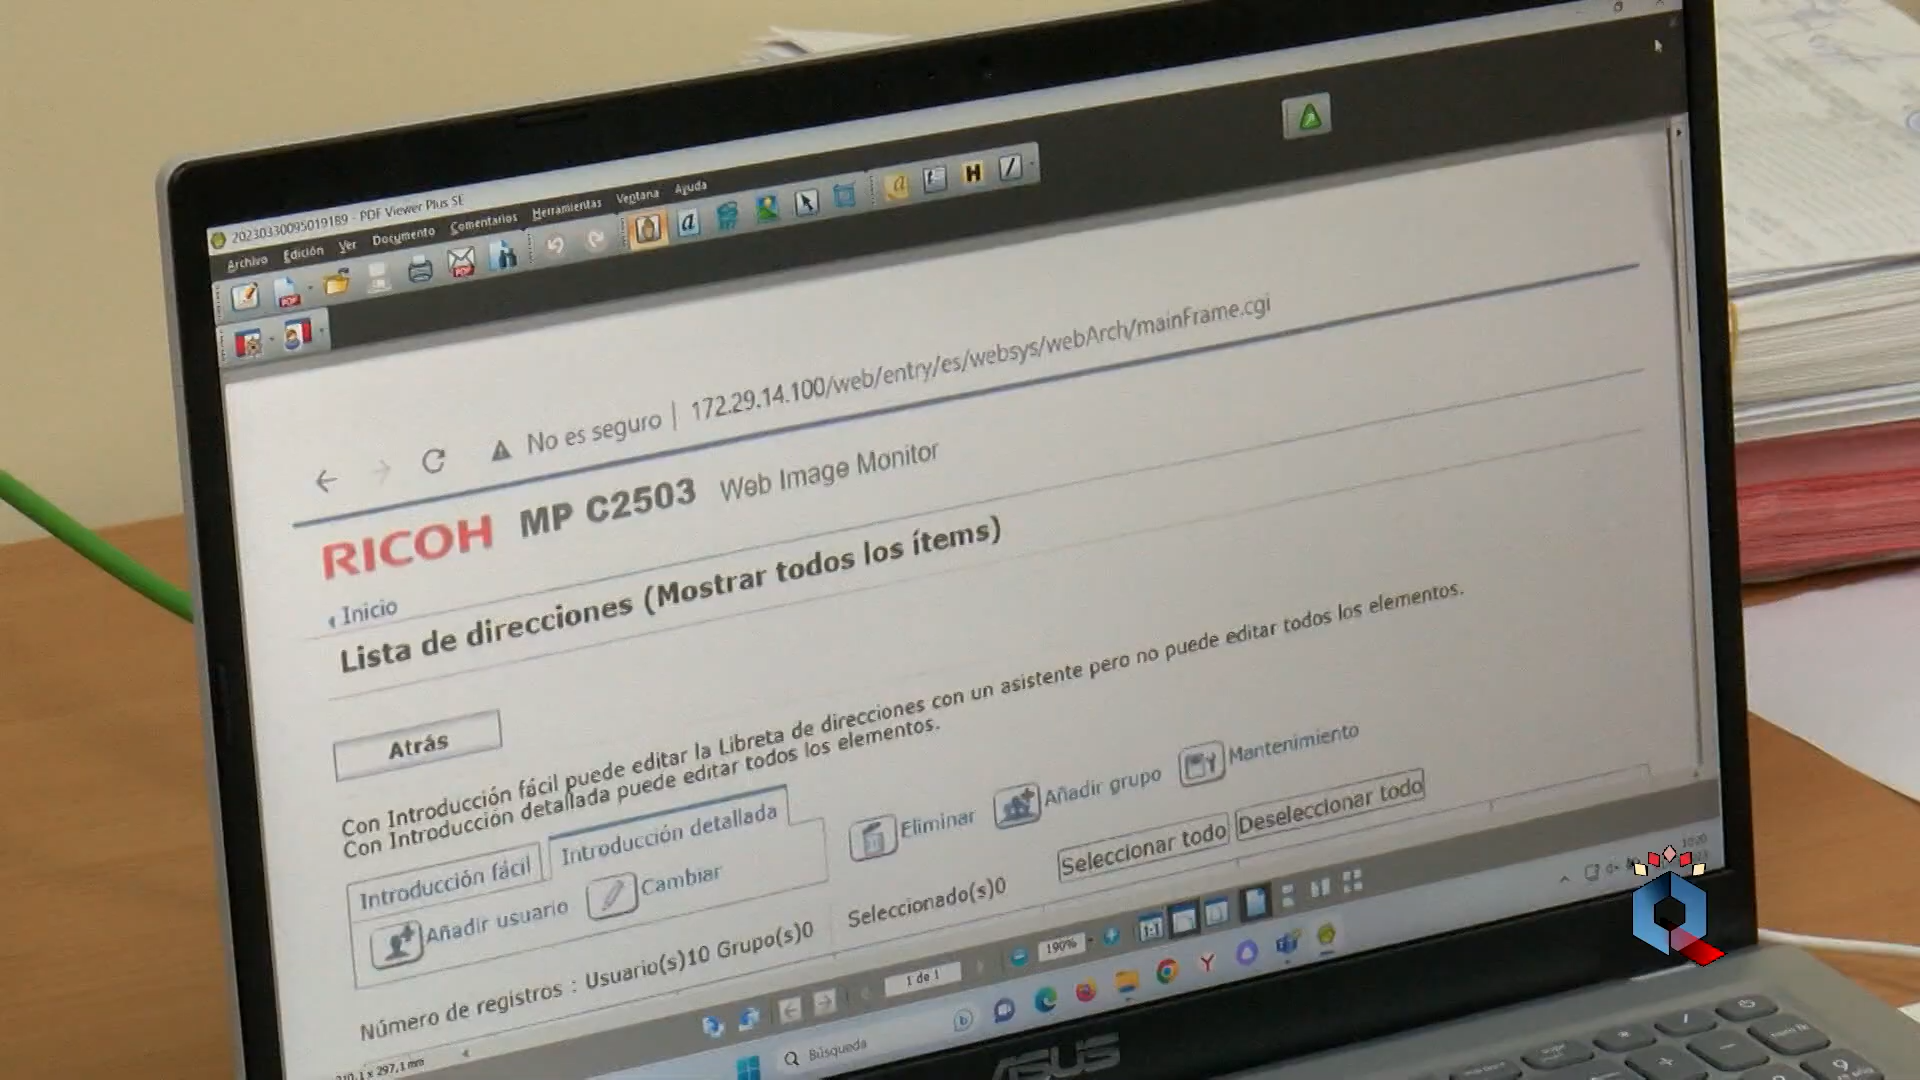 20230330095019189 - PDF Viewer Plus SE
Archivo Edición Ver Documento Comentarios Herramientas Ventana Ayuda
No es seguro | 172.29.14.100/web/entry/es/websys/webArch/mainFrame.cgi
RICOH MP C2503 Web Image Monitor
Inicio
Lista de direcciones (Mostrar todos los ítems)
Atrás
Con Introducción fácil puede editar la Libreta de direcciones con un asistente pero no puede editar todos los elementos.
Con Introducción detallada puede editar todos los elementos.
Introducción fácil Introducción detallada
Añadir usuario Cambiar Eliminar Añadir grupo Mantenimiento
Número de registros : Usuario(s)10 Grupo(s)0 Seleccionado(s)0 Seleccionar todo Deseleccionar todo
1 de 1 190% 1:1
x 297,1 mm
Búsqueda
ASUS